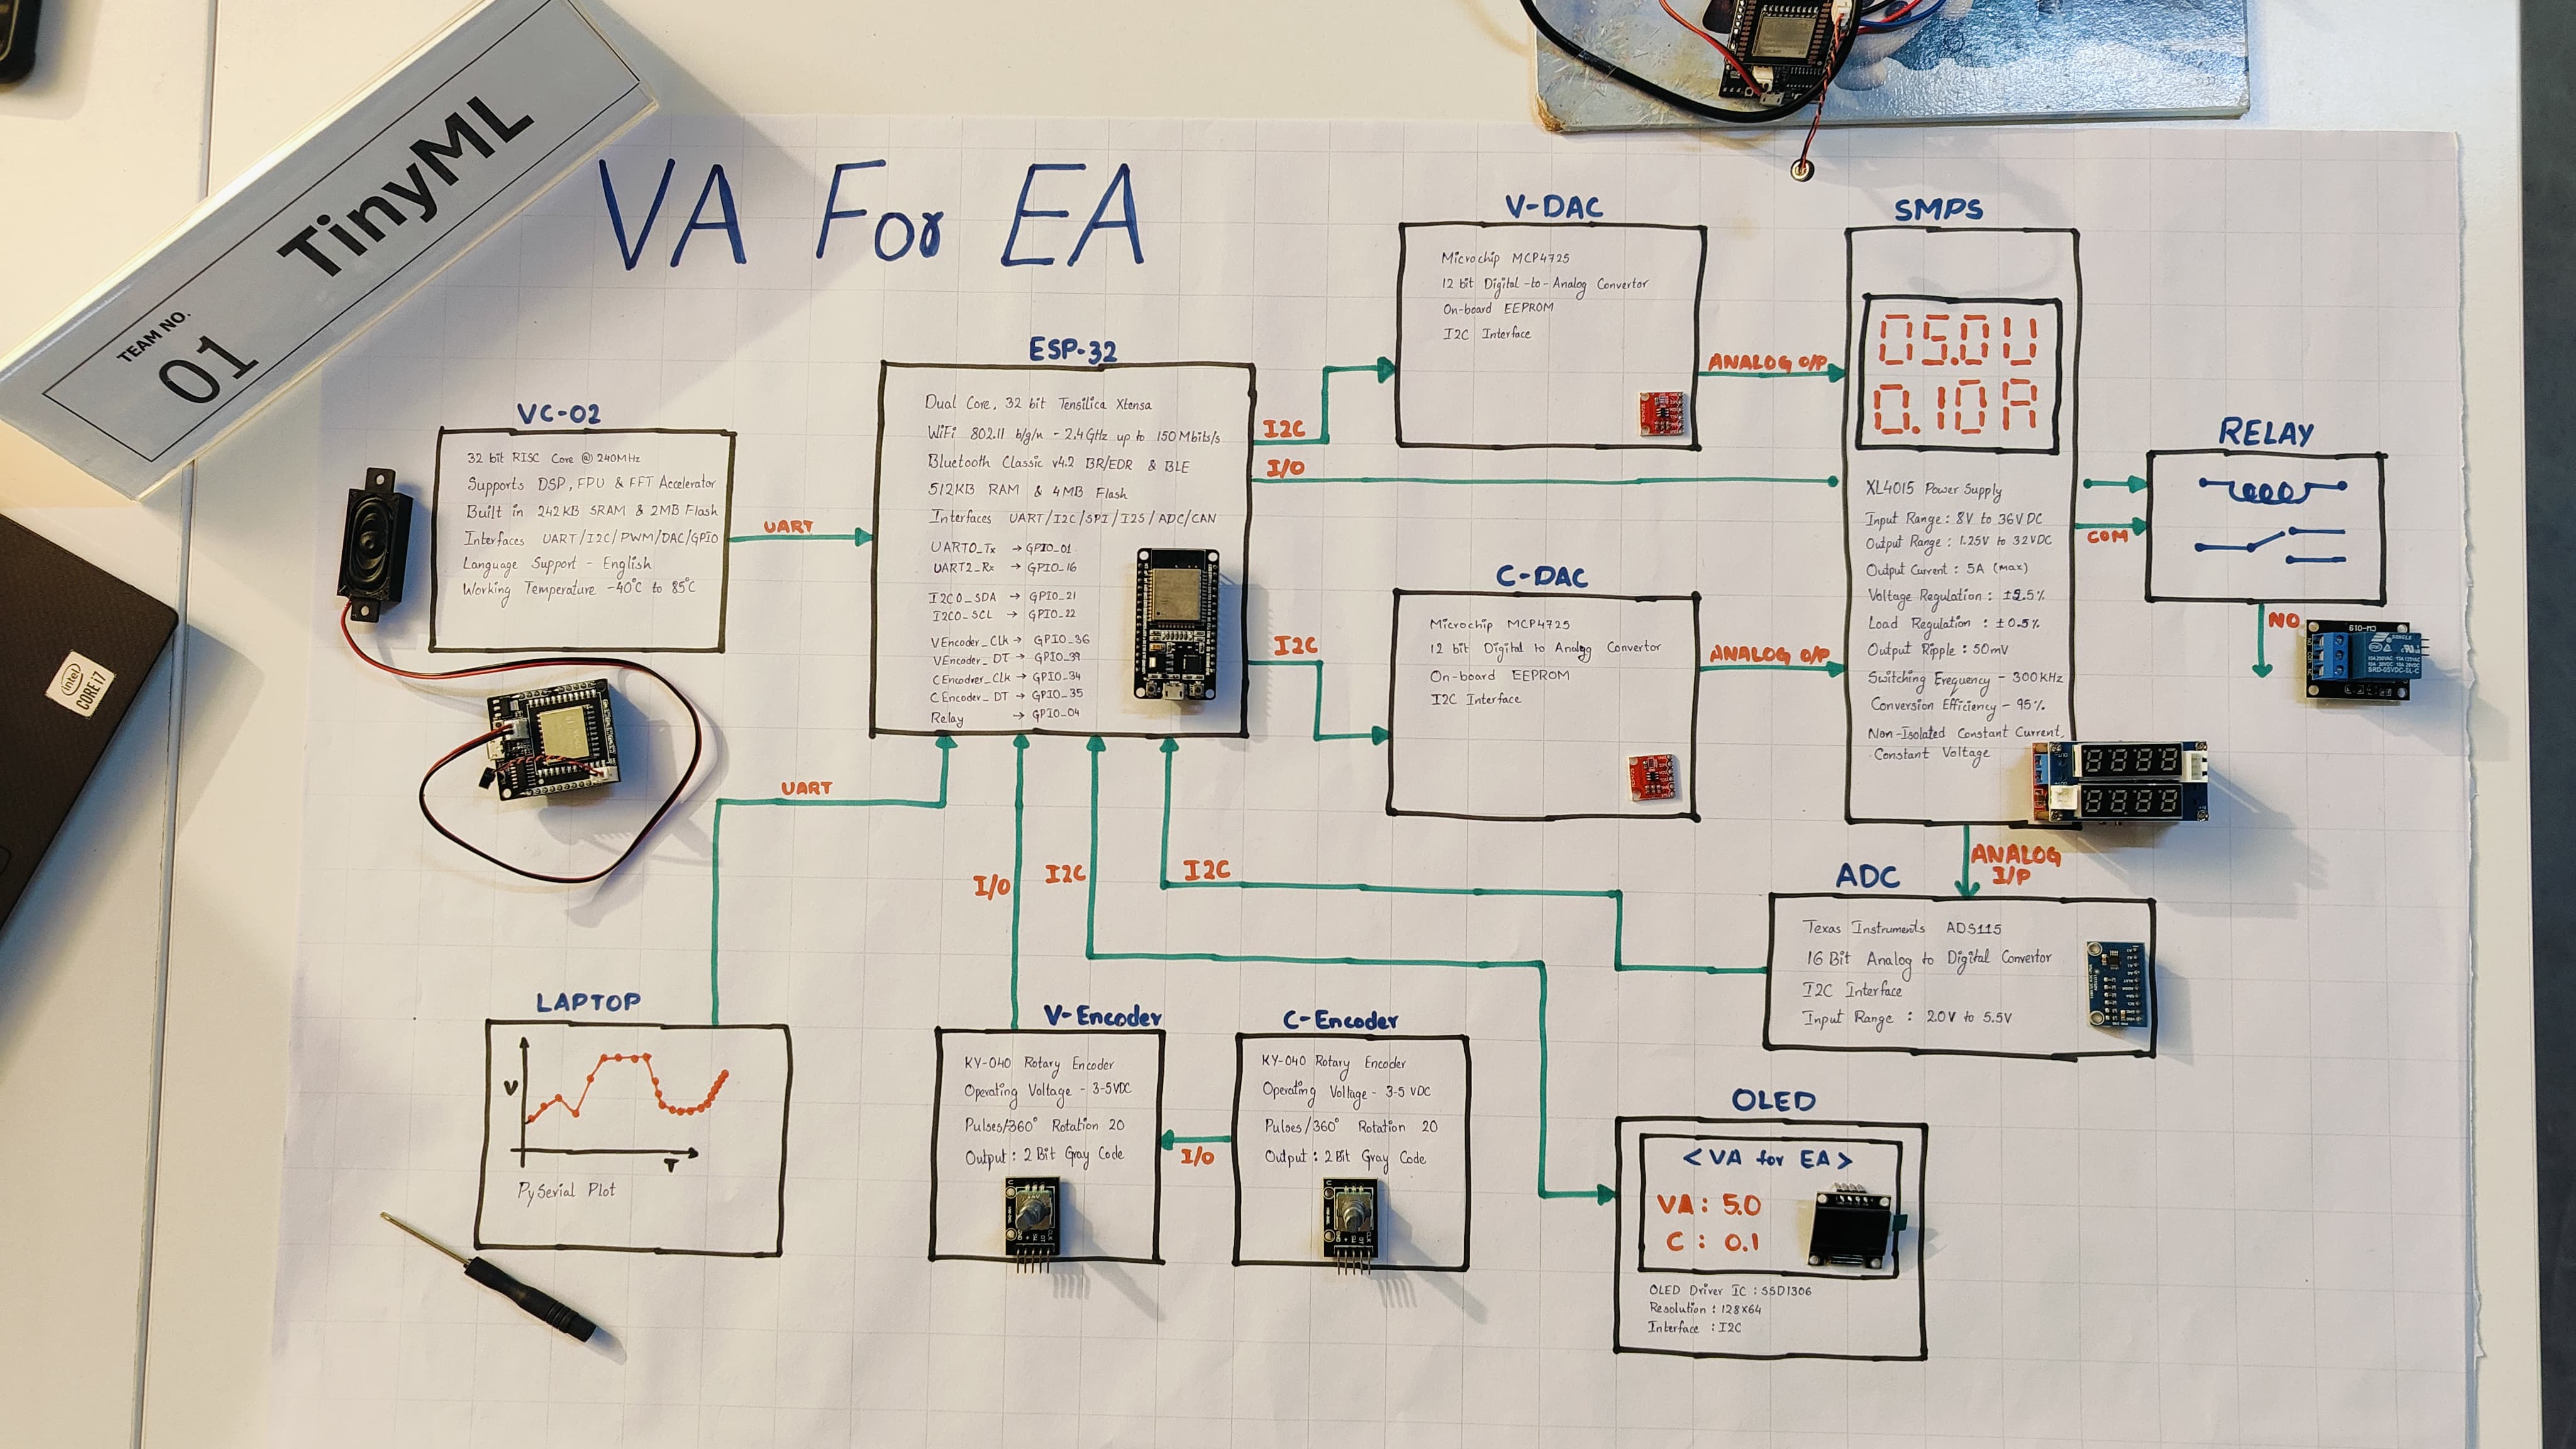 TEAM NO.
01
TinyML
VA For EA
intel
CORE i7
VC-02
32 bit RISC Core @ 240MHz
Supports DSP, FPU & FFT Accelerator
Built in 242KB SRAM & 2MB Flash
Interfaces UART/I2C/PWM/DAC/GPIO
Language Support - English
Working Temperature -40°C to 85°C
UART
ESP-32
Dual Core, 32 bit Tensilica Xtensa
WiFi 802.11 b/g/n - 2.4GHz up to 150Mbits/s
Bluetooth Classic v4.2 BR/EDR & BLE
512KB RAM & 4MB Flash
Interfaces UART/I2C/SPI/I2S/ADC/CAN
UART0_Tx → GPIO_01
UART2_Rx → GPIO_16
I2C0_SDA → GPIO_21
I2C0_SCL → GPIO_22
VEncoder_Clk → GPIO_36
VEncoder_DT → GPIO_39
CEncodrer_Clk → GPIO_34
CEncoder_DT → GPIO_35
Relay → GPIO_04
I2C
I/O
I2C
V-DAC
Microchip MCP4725
12 bit Digital-to-Analog Convertor
On-board EEPROM
I2C Interface
ANALOG O/P
C-DAC
Microchip MCP4725
12 bit Digital to Analog Convertor
On-board EEPROM
I2C Interface
ANALOG O/P
SMPS
05.0U
0.10A
XL4015 Power Supply
Input Range: 8V to 36V DC
Output Range: 1.25V to 32VDC
Output Current: 5A (max)
Voltage Regulation: ±2.5%
Load Regulation: ±0.5%
Output Ripple: 50mV
Switching Erequency - 300kHz
Conversion Efficiency - 95%
Non-Isolated Constant Current,
Constant Voltage
COM
RELAY
NO
CW-019
SONGLE
SRD-05VDC-SL-C
ANALOG
I/P
ADC
Texas Instruments ADS115
16 Bit Analog to Digital Convertor
I2C Interface
Input Range : 2.0V to 5.5V
UART
I/O
I2C
I2C
LAPTOP
V
T
PySerial Plot
V-Encoder
KY-040 Rotary Encoder
Operating Voltage - 3-5VDC
Pulses/360° Rotation 20
Output: 2 Bit Gray Code
I/O
C-Encoder
KY-040 Rotary Encoder
Operating Voltage - 3-5 VDC
Pulses/360° Rotation 20
Output: 2 Bit Gray Code
OLED
<VA for EA>
VA: 5.0
C : 0.1
OLED Driver IC : SSD1306
Resolution : 128X64
Interface : I2C